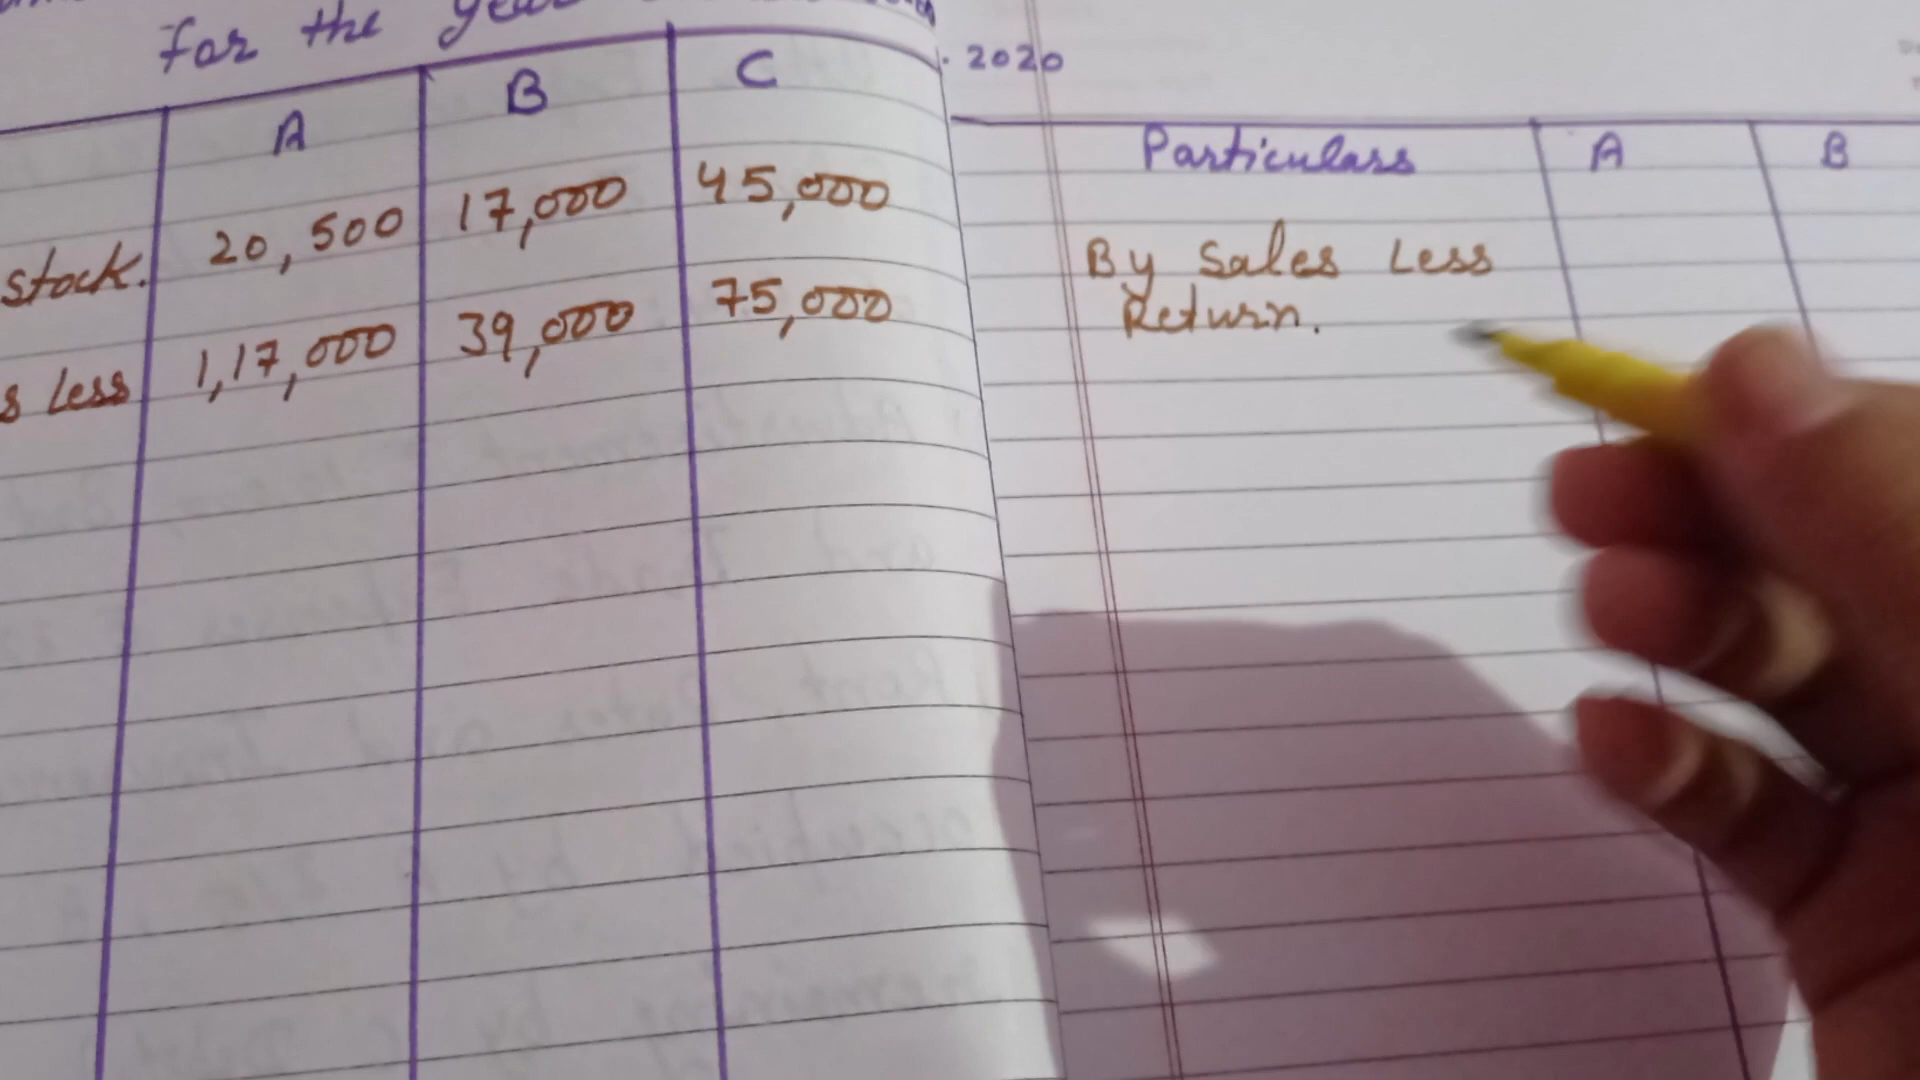 for the year
A B C
stock. 20,500 17,000 45,000
s Less 1,17,000 39,000 75,000
. 2020
Particulars A B
By Sales Less
Return.